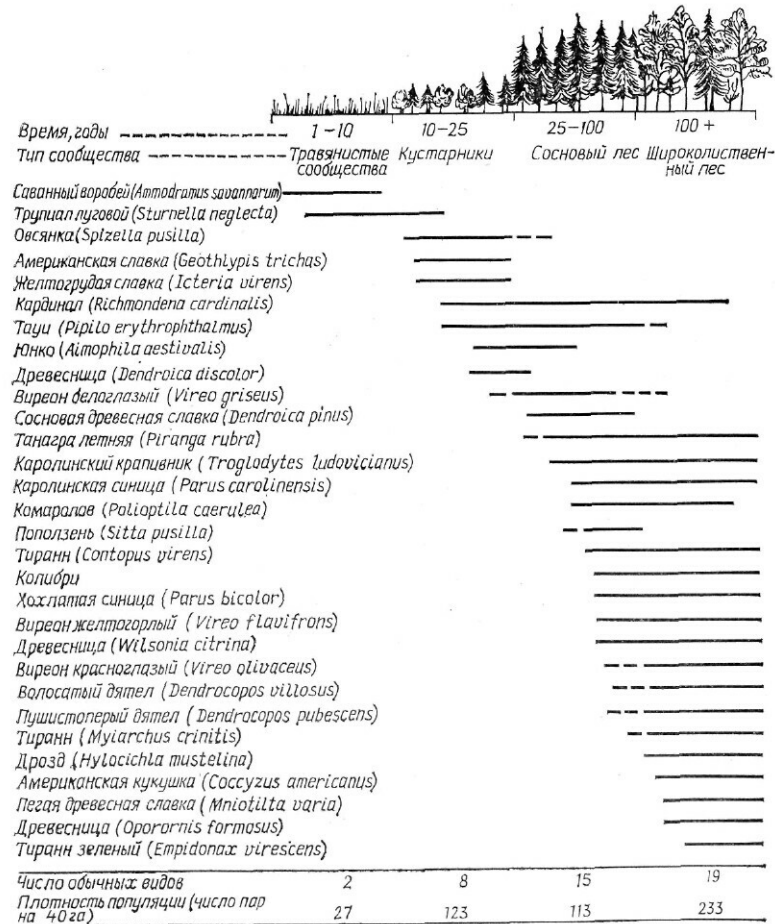 Время, годы 1-10 10-25 25-100 100+
Тип сообщества Травянистые сообщества Кустарники Сосновый лес Широколиствен-
ный лес
Саванный воробей (Ammodramus savannarum)
Трупиал луговой (Sturnella neglecta)
Овсянка (Spizella pusilla)
Американская славка (Geothlypis trichas)
Желтогрудая славка (Icteria virens)
Кардинал (Richmondena cardinalis)
Тауи (Pipilo erythrophthalmus)
Юнко (Aimophila aestivalis)
Древесница (Dendroica discolor)
Виреон белоглазый (Vireo griseus)
Сосновая древесная славка (Dendroica pinus)
Танагра летняя (Piranga rubra)
Каролинский крапивник (Troglodytes ludovicianus)
Каролинская синица (Parus carolinensis)
Комаролов (Polioptila caerulea)
Поползень (Sitta pusilla)
Тиранн (Contopus virens)
Колибри
Хохлатая синица (Parus bicolor)
Виреон желтогорлый (Vireo flavifrons)
Древесница (Wilsonia citrina)
Виреон красноглазый (Vireo olivaceus)
Волосатый дятел (Dendrocopos villosus)
Пушистоперый дятел (Dendrocopos pubescens)
Тиранн (Myiarchus crinitis)
Дрозд (Hylocichla mustelina)
Американская кукушка (Coccyzus americanus)
Пегая древесная славка (Mniotilta varia)
Древесница (Oporornis formosus)
Тиранн зеленый (Empidonax virescens)
Число обычных видов 2 8 15 19
Плотность популяции (число пар
на 40 га) 27 123 113 233